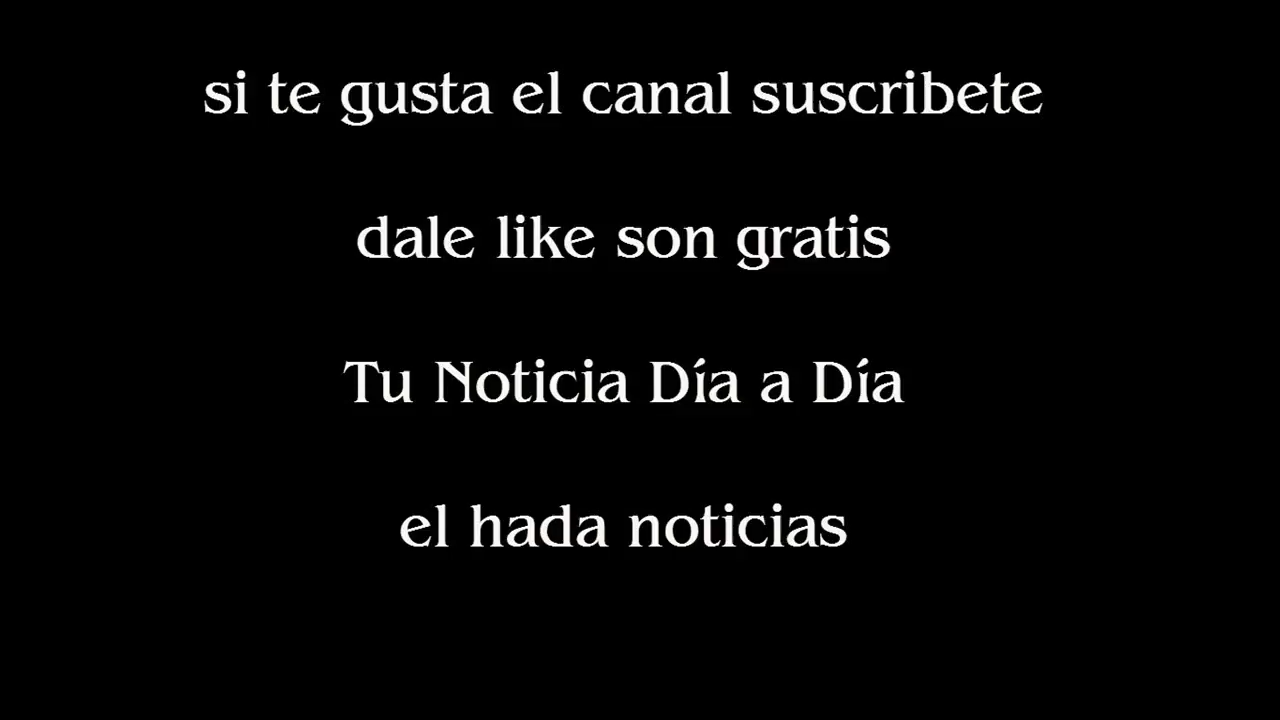 si te gusta el canal suscribete
dale like son gratis
Tu Noticia Día a Día
el hada noticias